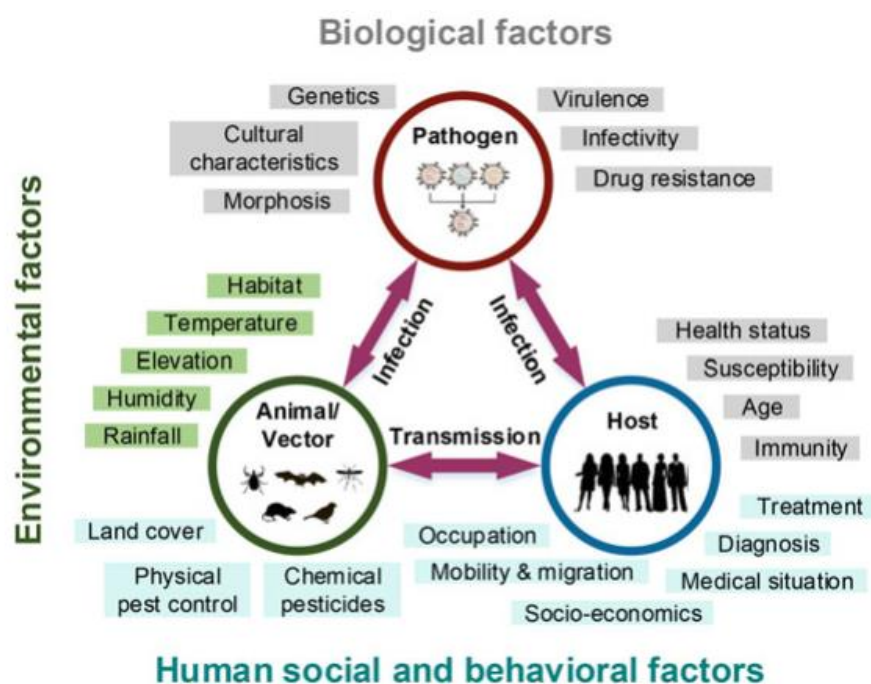 Biological factors
Genetics
Cultural
characteristics
Morphosis
Pathogen
Virulence
Infectivity
Drug resistance
Environmental factors
Habitat
Temperature
Elevation
Humidity
Rainfall
Infection
Infection
Health status
Susceptibility
Age
Immunity
Animal/
Vector
Transmission
Host
Land cover
Physical
pest control
Chemical
pesticides
Occupation
Mobility & migration
Socio-economics
Treatment
Diagnosis
Medical situation
Human social and behavioral factors